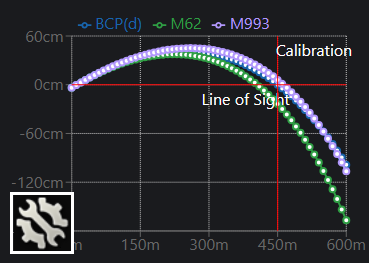 BCP(d) M62 M993
60cm
Calibration
0cm
Line of Sight
-60cm
-120cm
150m 300m 450m 600m